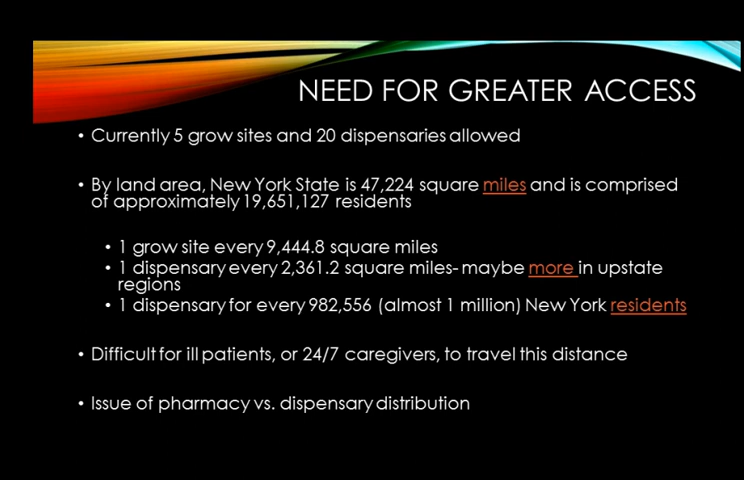 NEED FOR GREATER ACCESS
• Currently 5 grow sites and 20 dispensaries allowed
• By land area, New York State is 47,224 square miles and is comprised
of approximately 19,651,127 residents
• 1 grow site every 9,444.8 square miles
• 1 dispensary every 2,361.2 square miles- maybe more in upstate
regions
• 1 dispensary for every 982,556 (almost 1 million) New York residents
• Difficult for ill patients, or 24/7 caregivers, to travel this distance
• Issue of pharmacy vs. dispensary distribution